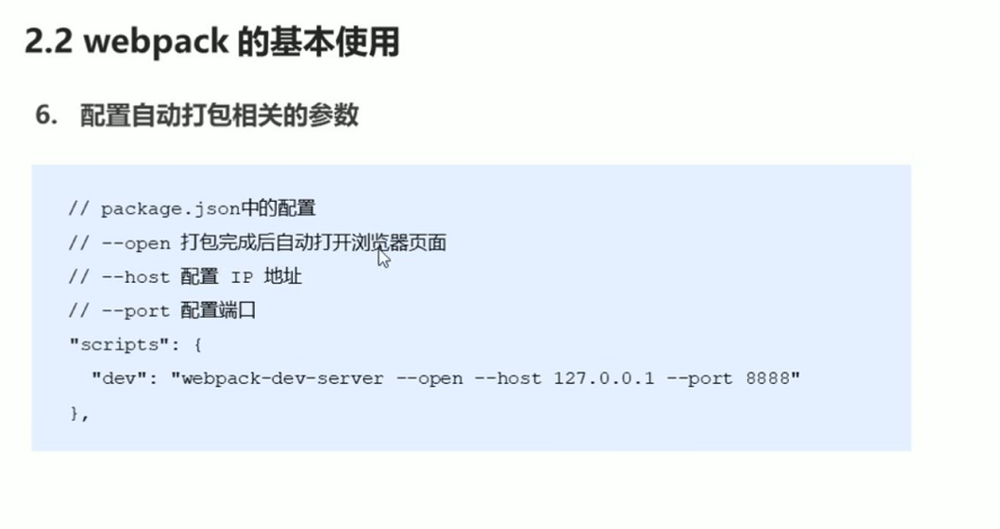 2.2 webpack 的基本使用
6. 配置自动打包相关的参数
// package.json中的配置
// --open 打包完成后自动打开浏览器页面
// --host 配置 IP 地址
// --port 配置端口
"scripts": {
"dev": "webpack-dev-server --open --host 127.0.0.1 --port 8888"
},